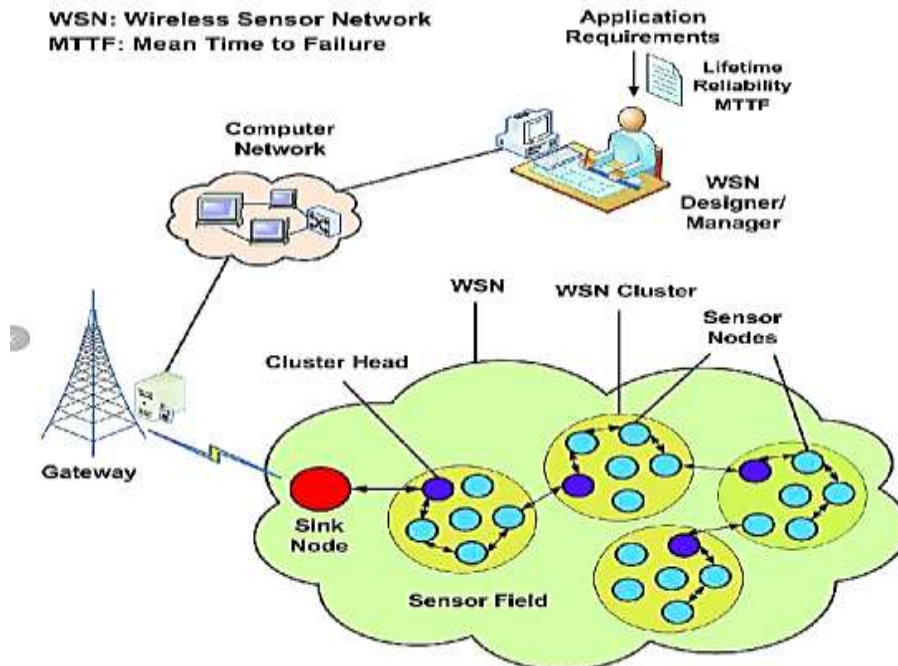 WSN: Wireless Sensor Network
MTTF: Mean Time to Failure
Application
Requirements
Lifetime
Reliability
MTTF
Computer
Network
WSN
Designer/
Manager
WSN
WSN Cluster
Sensor
Nodes
Cluster Head
Gateway
Sink
Node
Sensor Field